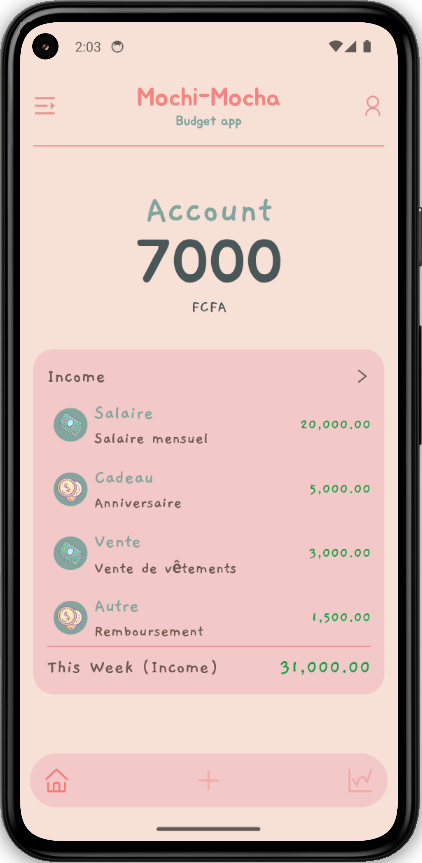 2:03
Mochi-Mocha
Budget app
Account
7000
FCFA
Income
Salaire
Salaire mensuel
20,000.00
Cadeau
Anniversaire
5,000.00
Vente
Vente de vêtements
3,000.00
Autre
Remboursement
1,500.00
This Week (Income) 31,000.00